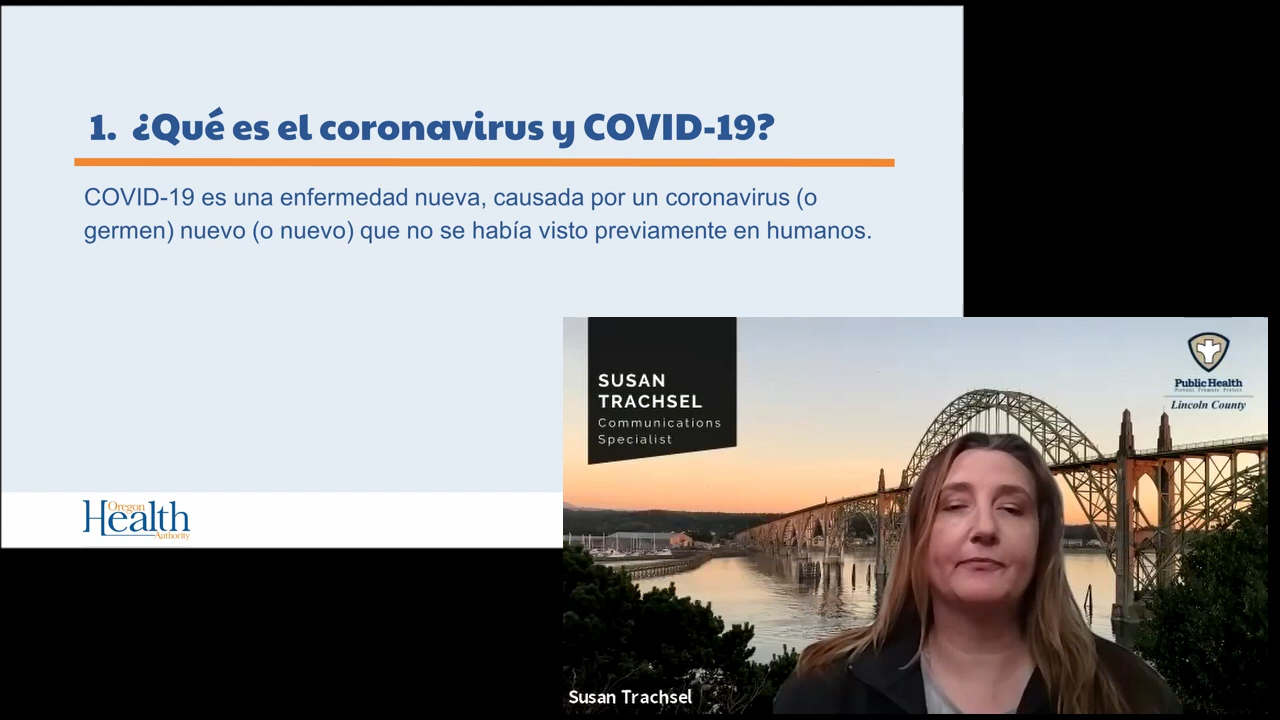 1. ¿Qué es el coronavirus y COVID-19?
COVID-19 es una enfermedad nueva, causada por un coronavirus (o
germen) nuevo (o nuevo) que no se había visto previamente en humanos.
Oregon
Health
Authority
SUSAN
TRACHSEL
Communications
Specialist
Public Health
Lincoln County
Susan Trachsel